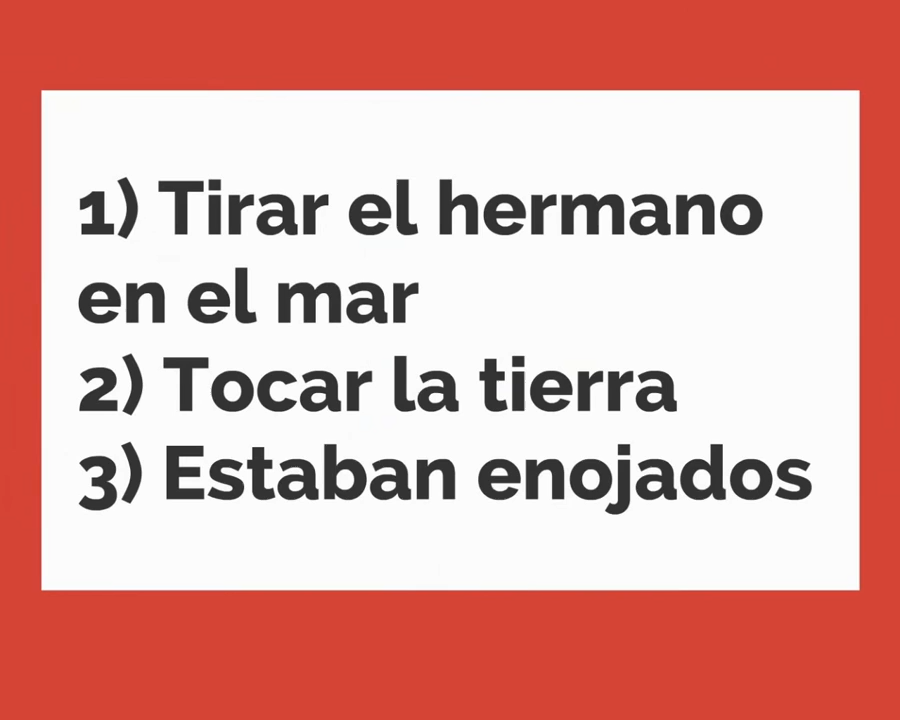 1) Tirar el hermano
en el mar
2) Tocar la tierra
3) Estaban enojados